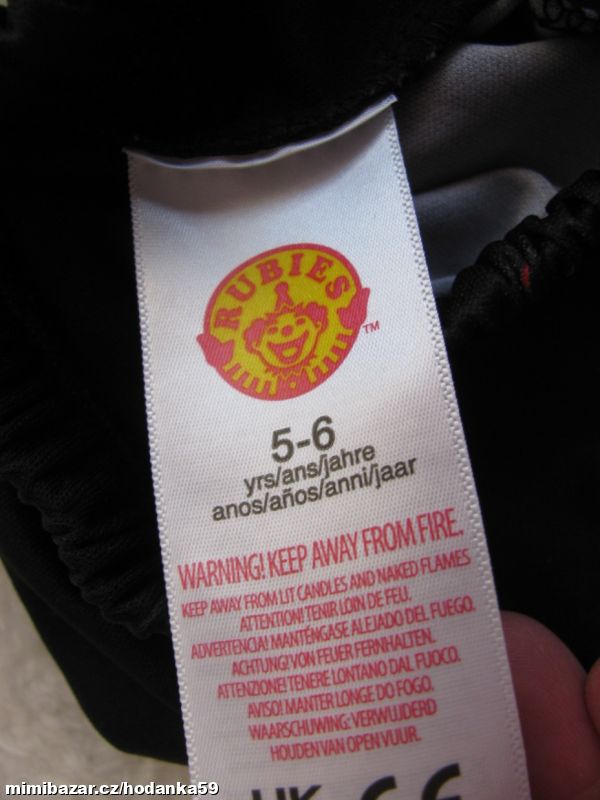 RUBIES
TM
5-6
yrs/ans/jahre
anos/años/anni/jaar
WARNING! KEEP AWAY FROM FIRE.
KEEP AWAY FROM LIT CANDLES AND NAKED FLAMES
ATTENTION! TENIR LOIN DE FEU.
ADVERTENCIA! MANTÉNGASE ALEJADO DEL FUEGO.
ACHTUNG! VON FEUER FERNHALTEN.
ATTENZIONE! TENERE LONTANO DAL FUOCO.
AVISO! MANTER LONGE DO FOGO.
WAARSCHUWING: VERWIJDERD
HOUDEN VAN OPEN VUUR.
UK CE
mimibazar.cz/hodanka59